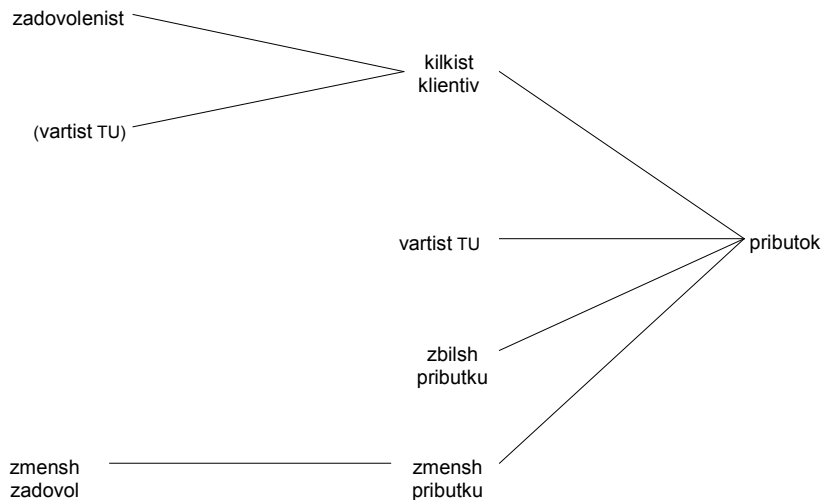 zadovolenist
kilkist
klientiv
(vartist TU)
vartist TU
pributok
zbilsh
pributku
zmensh
zadovol
zmensh
pributku